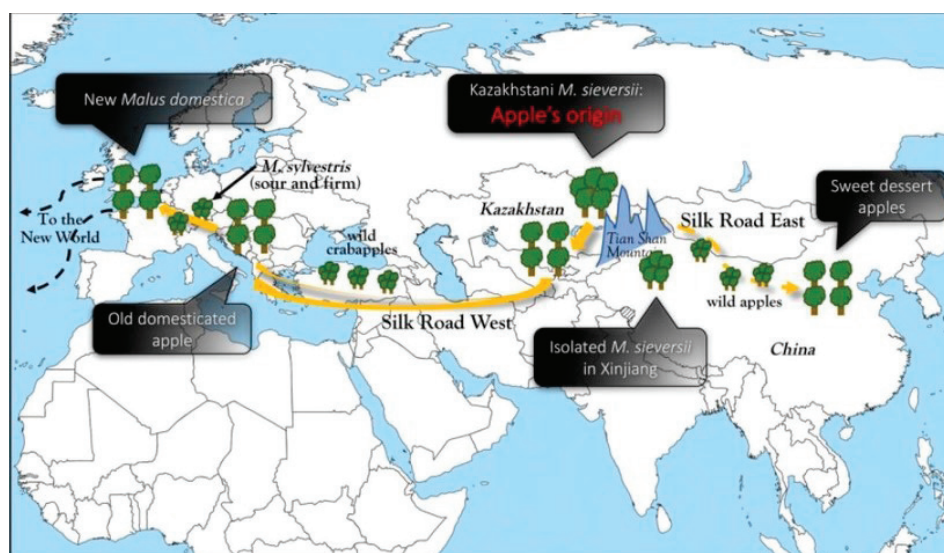 New Malus domestica
Kazakhstani M. sieversii:
Apple's origin
M. sylvestris
(sour and firm)
Sweet dessert
apples
To the
New World
Kazakhstan
Silk Road East
wild
crabapples
Tian Shan
Mountain
wild apples
Old domesticated
apple
Silk Road West
Isolated M. sieversii
in Xinjiang
China